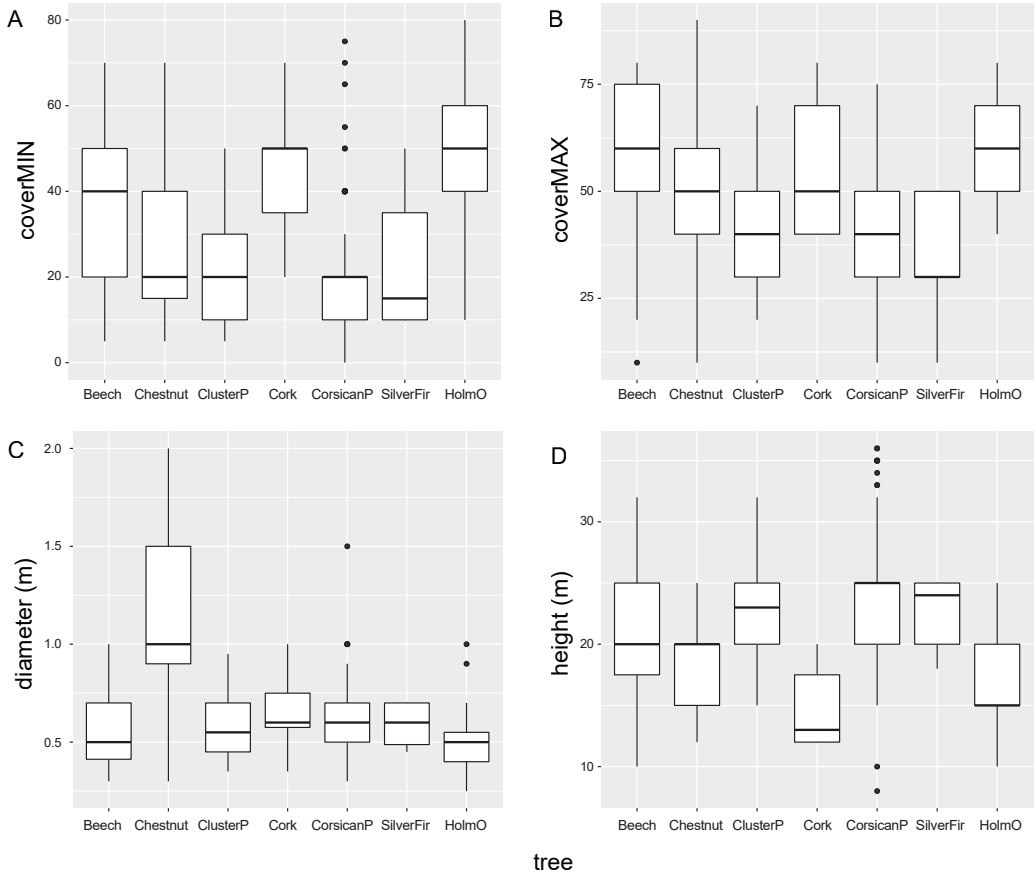 A
coverMIN
80
60
40
20
0
Beech Chestnut ClusterP Cork CorsicanP SilverFir HolmO
B
coverMAX
75
50
25
Beech Chestnut ClusterP Cork CorsicanP SilverFir HolmO
C
diameter (m)
2.0
1.5
1.0
0.5
Beech Chestnut ClusterP Cork CorsicanP SilverFir HolmO
D
height (m)
30
20
10
Beech Chestnut ClusterP Cork CorsicanP SilverFir HolmO
tree